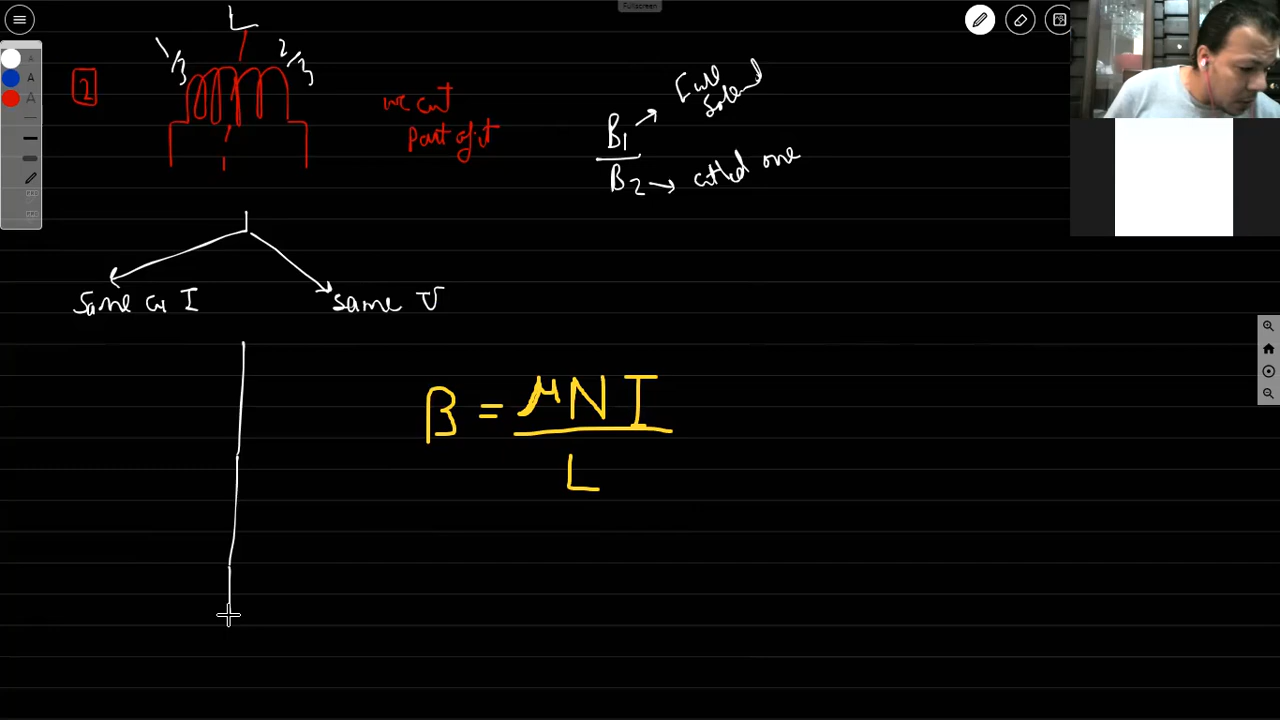 Fullscreen
L
1/3 2/3
2
we cut
Part of it
B1 → Full
Solenoid
B2 → cutted one
Same I
Same V
B = μNI
L
A
A
A